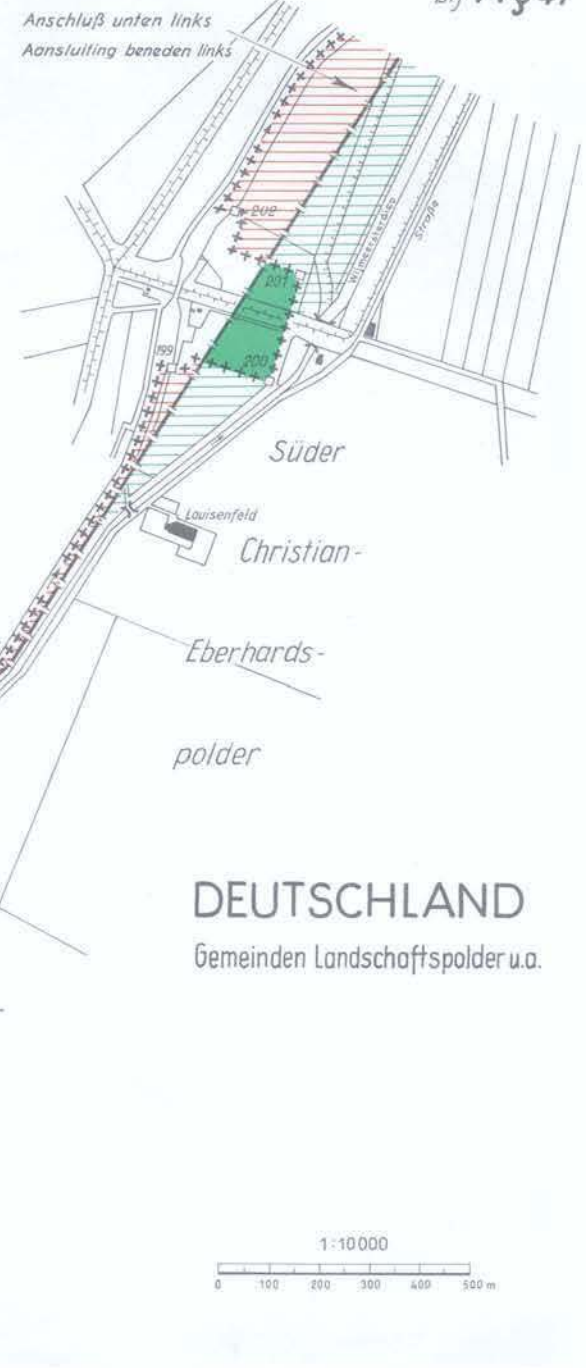 Anschluß unten links
Aansluiting beneden links
202
201
Wijmeersterdiep
Straße
199
200
Süder
Louisenfeld
Christian-
Eberhards-
polder
DEUTSCHLAND
Gemeinden Landschaftspolder u.a.
1:10000
0 100 200 300 400 500 m